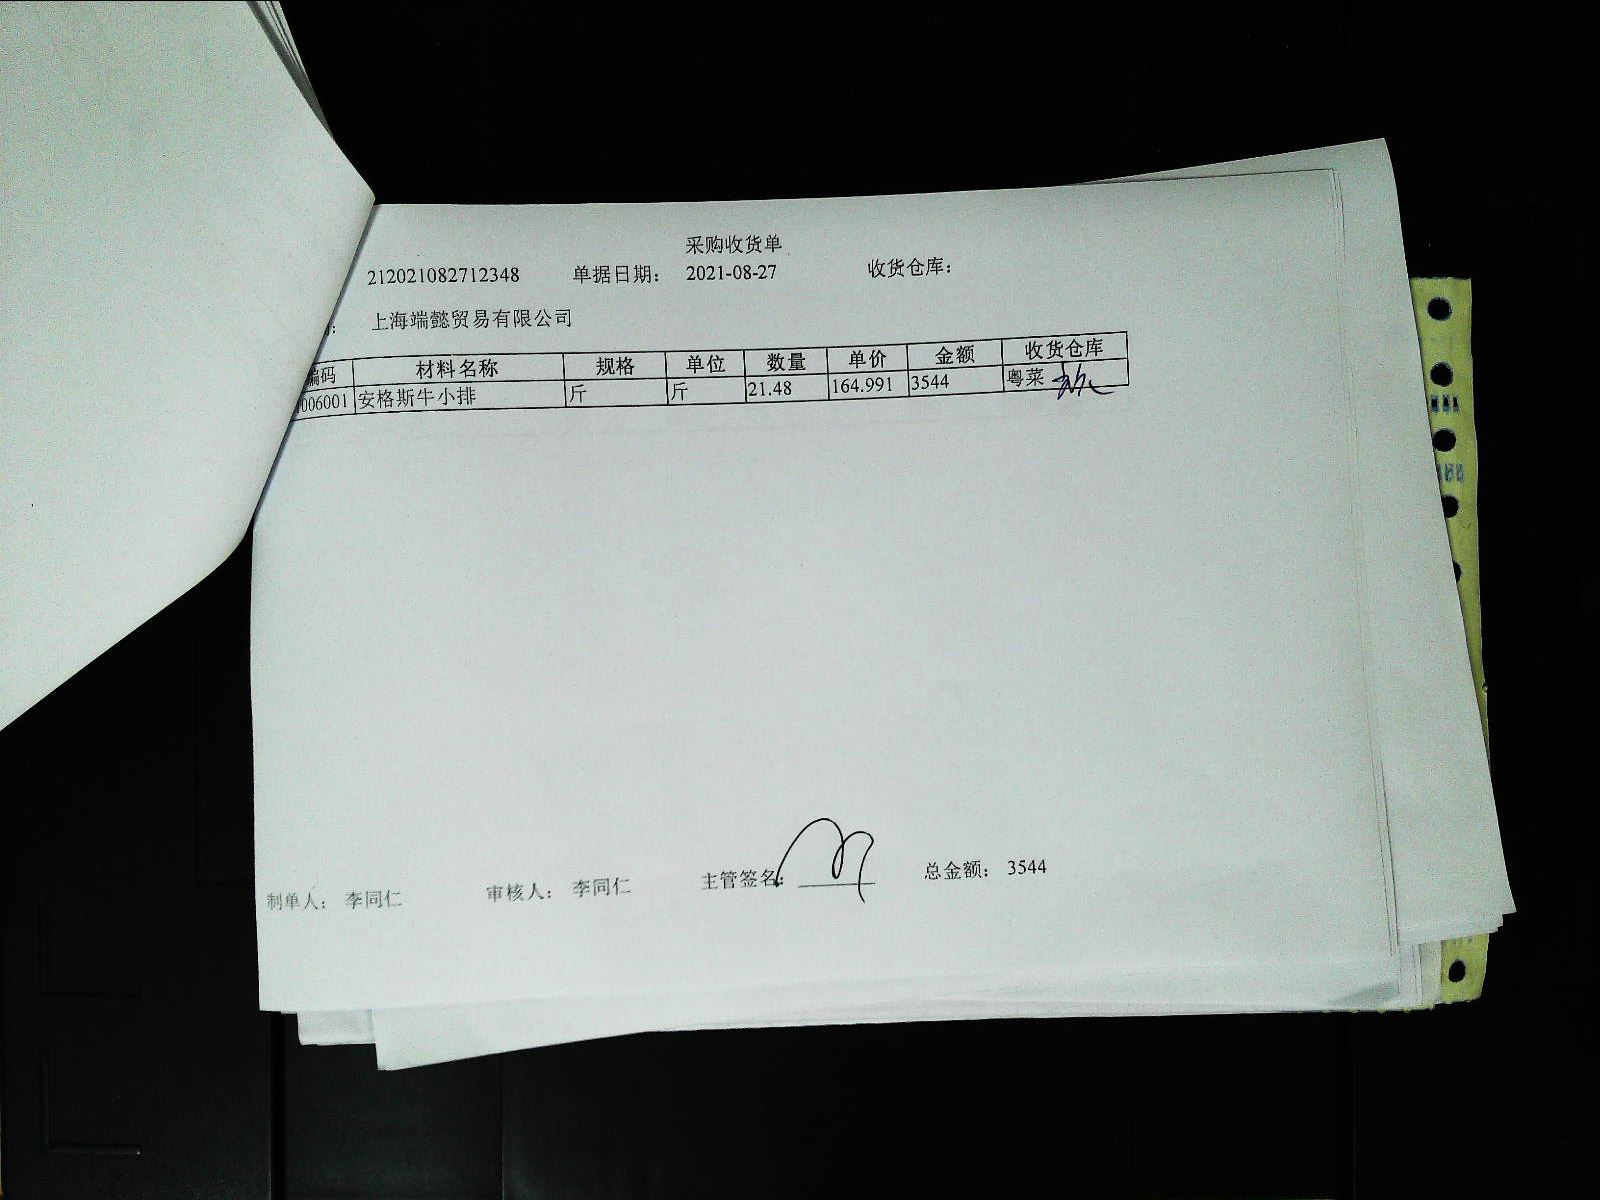 采购收货单
212021082712348 单据日期： 2021-08-27 收货仓库：
上海端懿贸易有限公司
编码 材料名称 规格 单位 数量 单价 金额 收货仓库
006001 安格斯牛小排 斤 斤 21.48 164.991 3544 粤菜
制单人： 李同仁 审核人： 李同仁 主管签名： 总金额： 3544